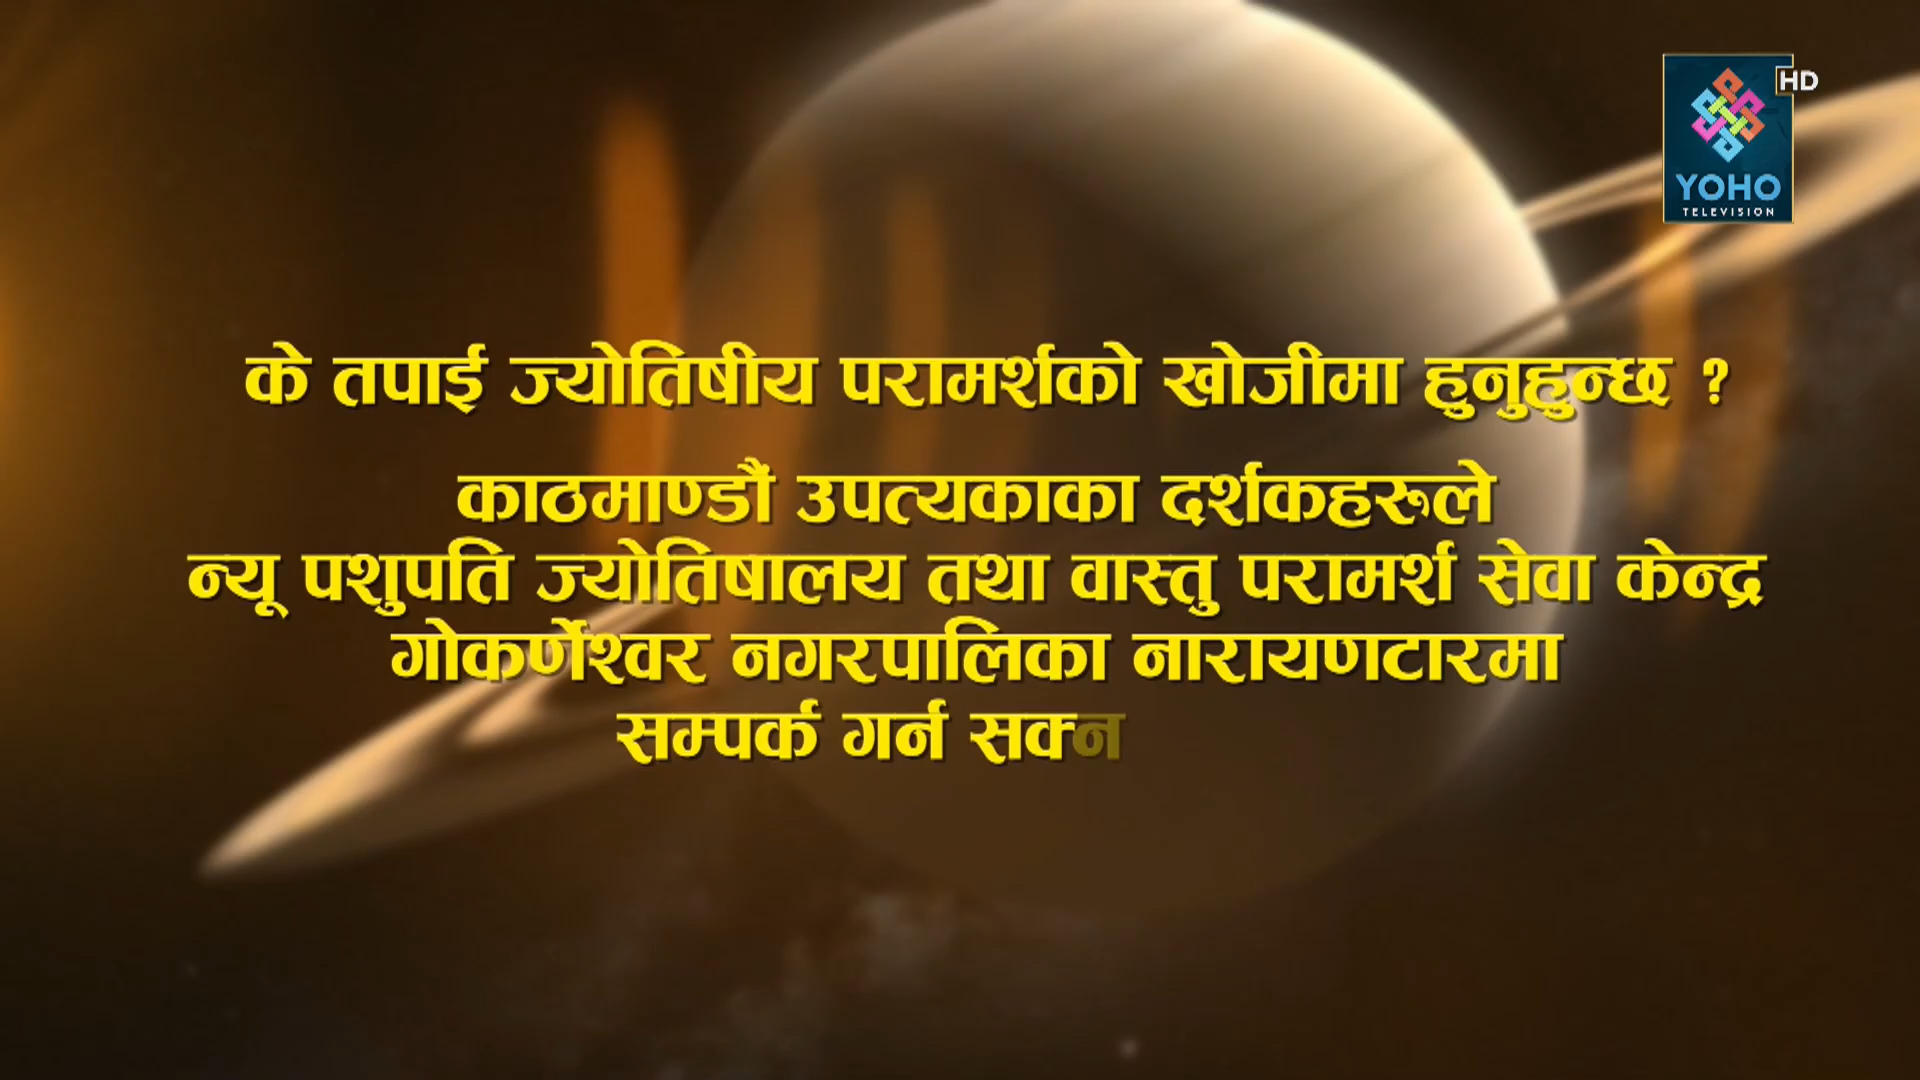 HD
YOHO
TELEVISION
के तपाई ज्योतिषीय परामर्शको खोजीमा हुनुहुन्छ ?
काठमाण्डौं उपत्यकाका दर्शकहरुले
न्यू पशुपति ज्योतिषालय तथा वास्तु परामर्श सेवा केन्द्र
गोकर्णेश्वर नगरपालिका नारायणटारमा
सम्पर्क गर्न सक्न